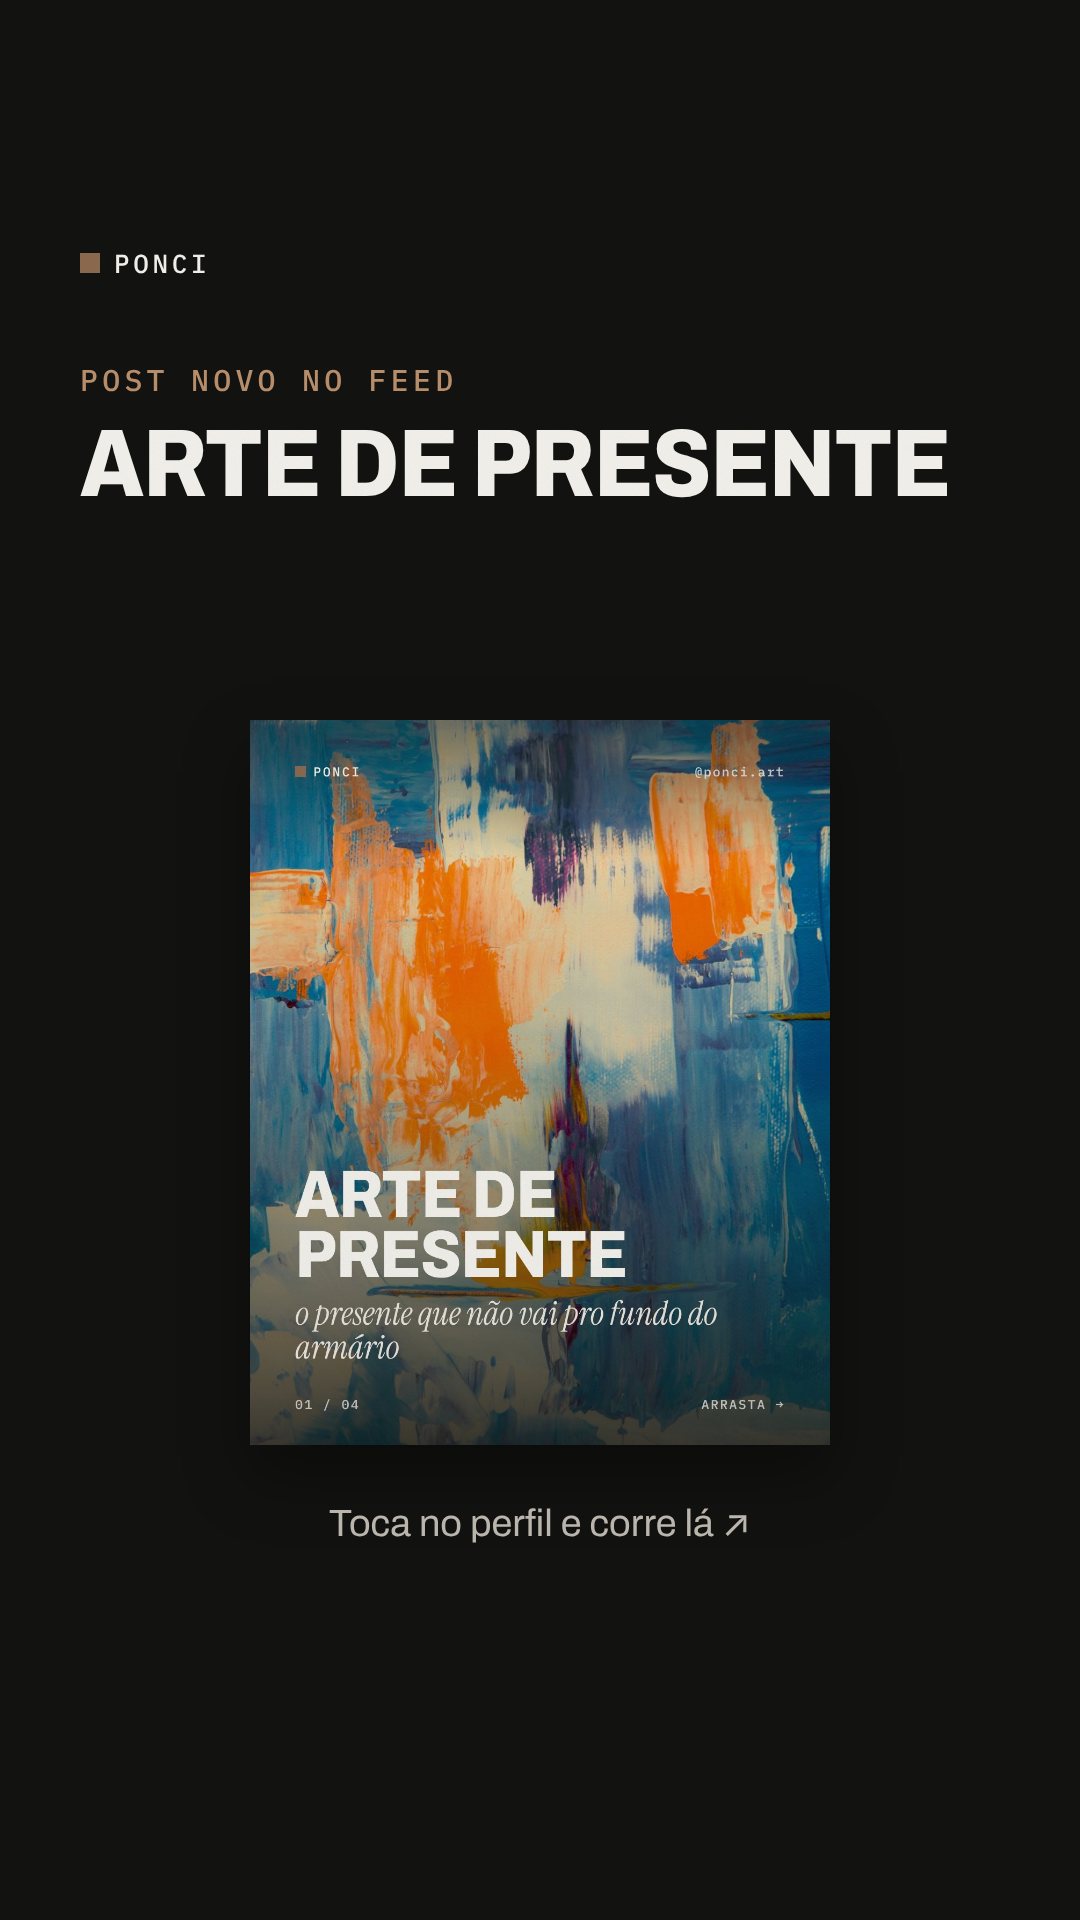 PONCI
POST NOVO NO FEED
ARTE DE PRESENTE
PONCI
@ponci.art
ARTE DE
PRESENTE
o presente que não vai pro fundo do
armário
01 / 04
ARRASTA →
Toca no perfil e corre lá ↗